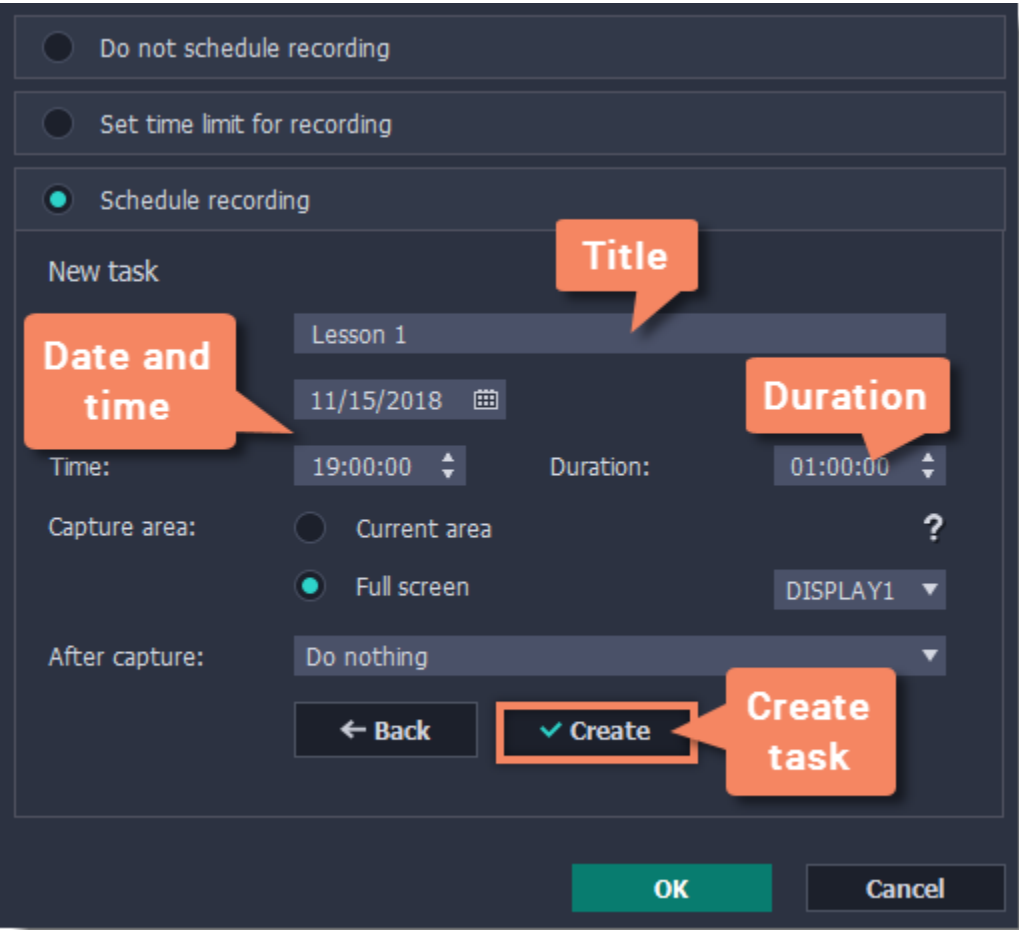 Do not schedule recording
Set time limit for recording
Schedule recording
Title
New task
Lesson 1
Date and
time
11/15/2018
Duration
Time:
19:00:00
Duration:
01:00:00
Capture area:
Current area
?
Full screen
DISPLAY1
After capture:
Do nothing
Create
task
Back
Create
OK
Cancel